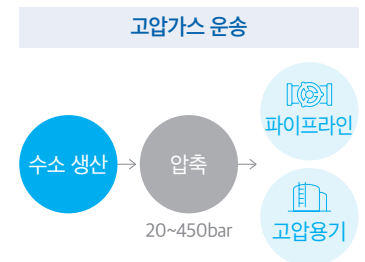 고압가스 운송
수소 생산
압축
20~450bar
파이프라인
고압용기